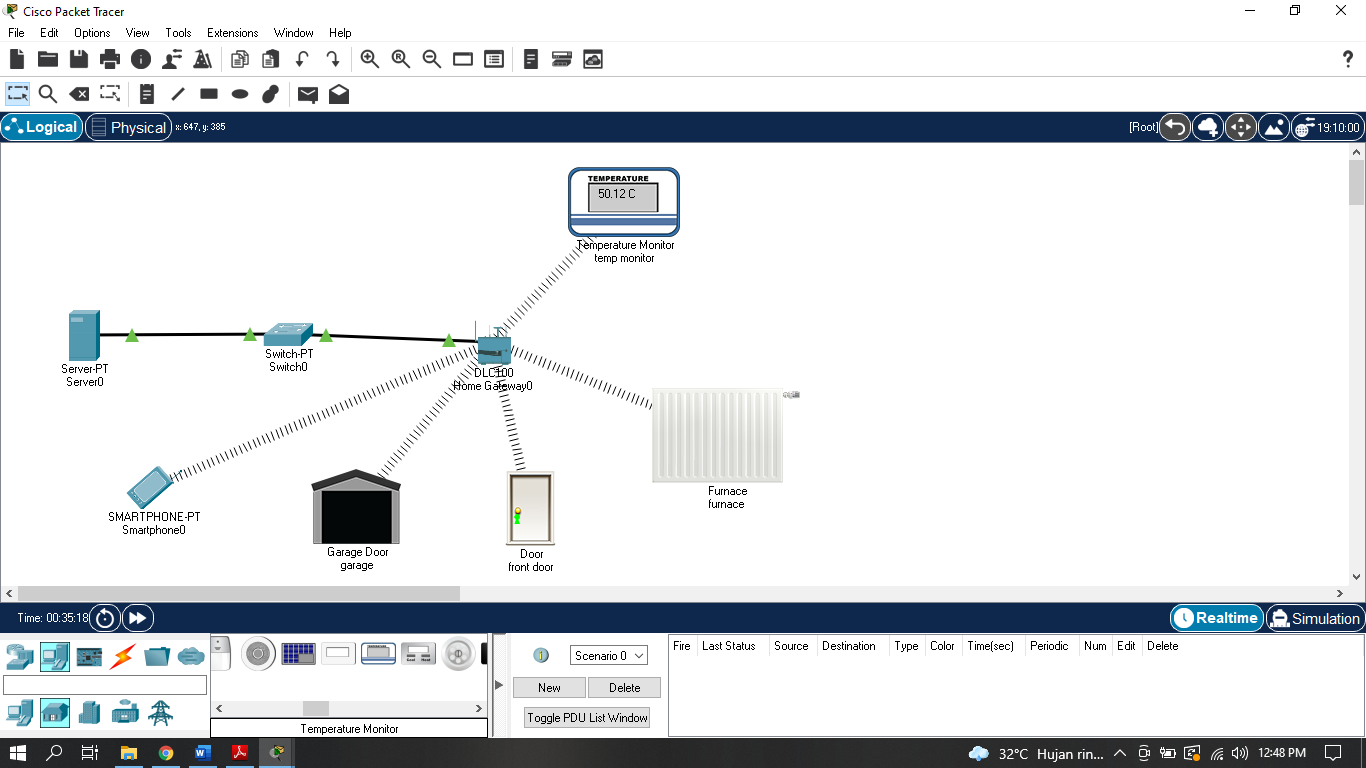 Cisco Packet Tracer
File Edit Options View Tools Extensions Window Help
?
Logical Physical x: 647, y: 385 [Root] 19:10:00
TEMPERATURE
50.12 C
Temperature Monitor
temp monitor
Server-PT
Server0
Switch-PT
Switch0
DLC100
Home Gateway0
SMARTPHONE-PT
Smartphone0
Garage Door
garage
Door
front door
Furnace
furnace
Time: 00:35:18 Realtime Simulation
Scenario 0
New Delete
Toggle PDU List Window
Temperature Monitor
Fire Last Status Source Destination Type Color Time(sec) Periodic Num Edit Delete
32°C Hujan rin... 12:48 PM